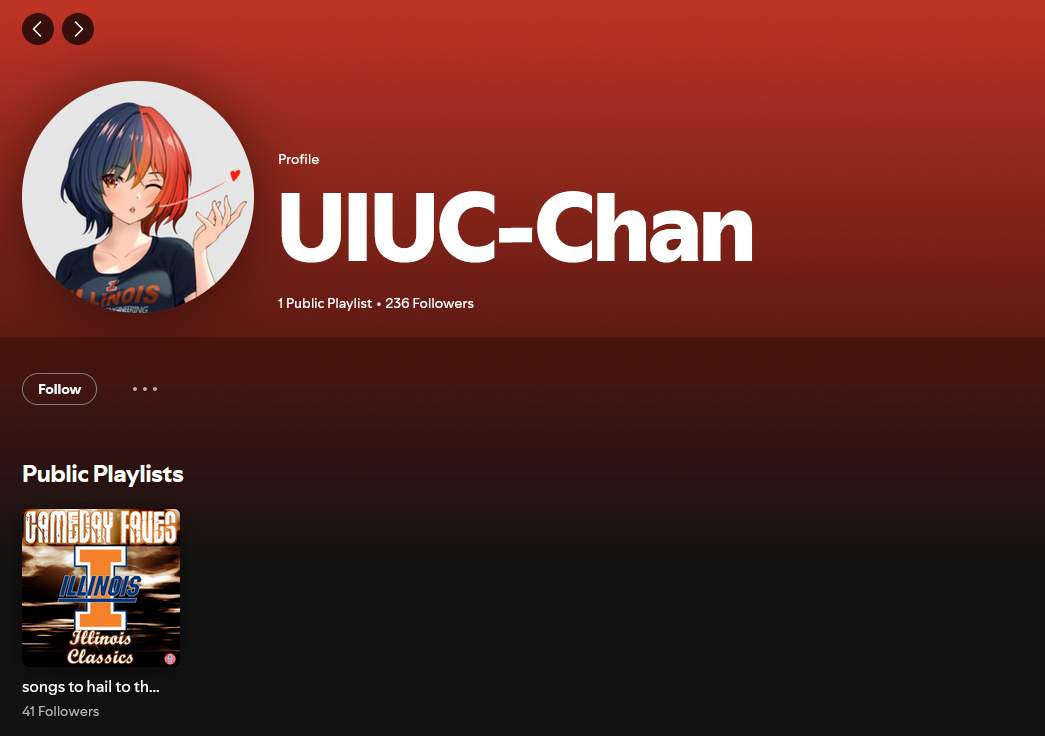 ILLINOIS
ENGINEERING
Profile
UIUC-Chan
1 Public Playlist • 236 Followers
Follow
Public Playlists
GAMEDAY FAVES
ILLINOIS
Illinois
Classics
songs to hail to th...
41 Followers